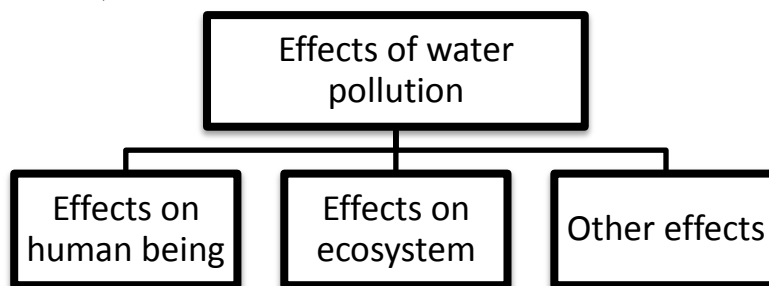 Effects of water
pollution
Effects on
human being
Effects on
ecosystem
Other effects